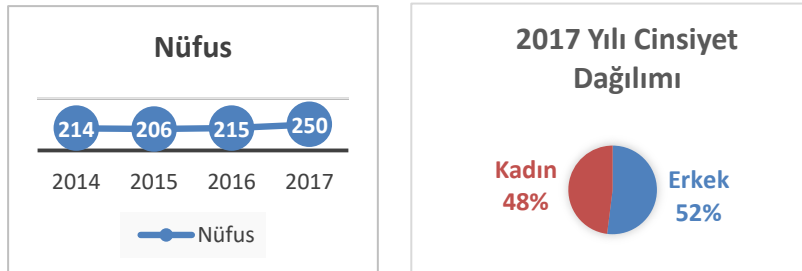 Nüfus
214 206 215 250
2014 2015 2016 2017
Nüfus
2017 Yılı Cinsiyet
Dağılımı
Kadın
48%
Erkek
52%